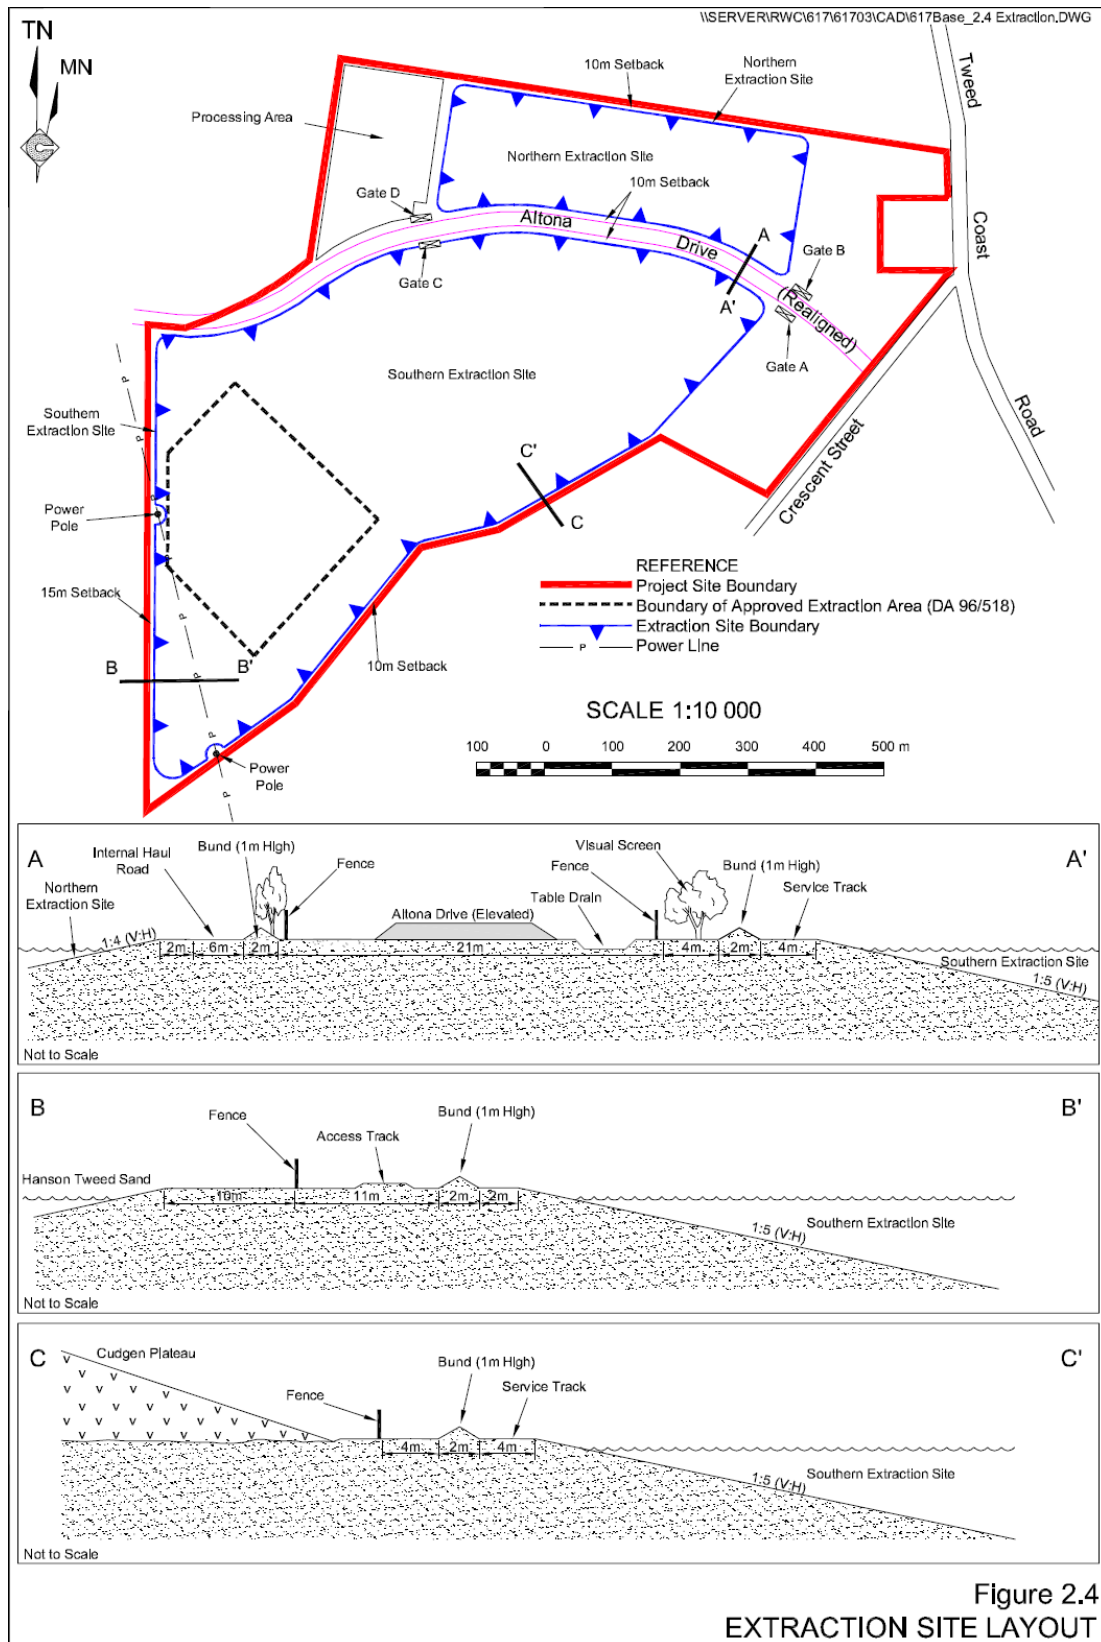 \\SERVER\RWC\617\61703\CAD\617Base_2.4 Extraction.DWG
TN
MN
10m Setback
Northern
Extraction Site
Tweed
Processing Area
Northern Extraction Site
10m Setback
Gate D
Altona
Drive
A
Coast
Gate B
Gate C
A'
(Realigned)
Gate A
P
Southern Extraction Site
Southern
Extraction Site
P
Road
Crescent Street
C'
P
Power
Pole
C
P
REFERENCE
Project Site Boundary
15m Setback
Boundary of Approved Extraction Area (DA 96/518)
P
Extraction Site Boundary
P
Power Line
B
B'
P
10m Setback
SCALE 1:10 000
P
100
0
100
200
300
400
500 m
Power
Pole
P
A
Internal Haul
Road
Bund (1m High)
Fence
Visual Screen
Fence
Bund (1m High)
A'
Northern
Extraction Site
Table Drain
Service Track
Altona Drive (Elevated)
1:4 (V:H)
2m
6m
2m
21m
4m
2m
4m
Southern Extraction Site
1:5 (V:H)
Not to Scale
B
Fence
Bund (1m High)
B'
Access Track
Hanson Tweed Sand
10m
11m
2m
2m
Southern Extraction Site
1:5 (V:H)
Not to Scale
C
Cudgen Plateau
Bund (1m High)
C'
Fence
Service Track
v v v v v v v v v v v v v v v v v v
4m
2m
4m
Southern Extraction Site
1:5 (V:H)
Not to Scale
Figure 2.4
EXTRACTION SITE LAYOUT